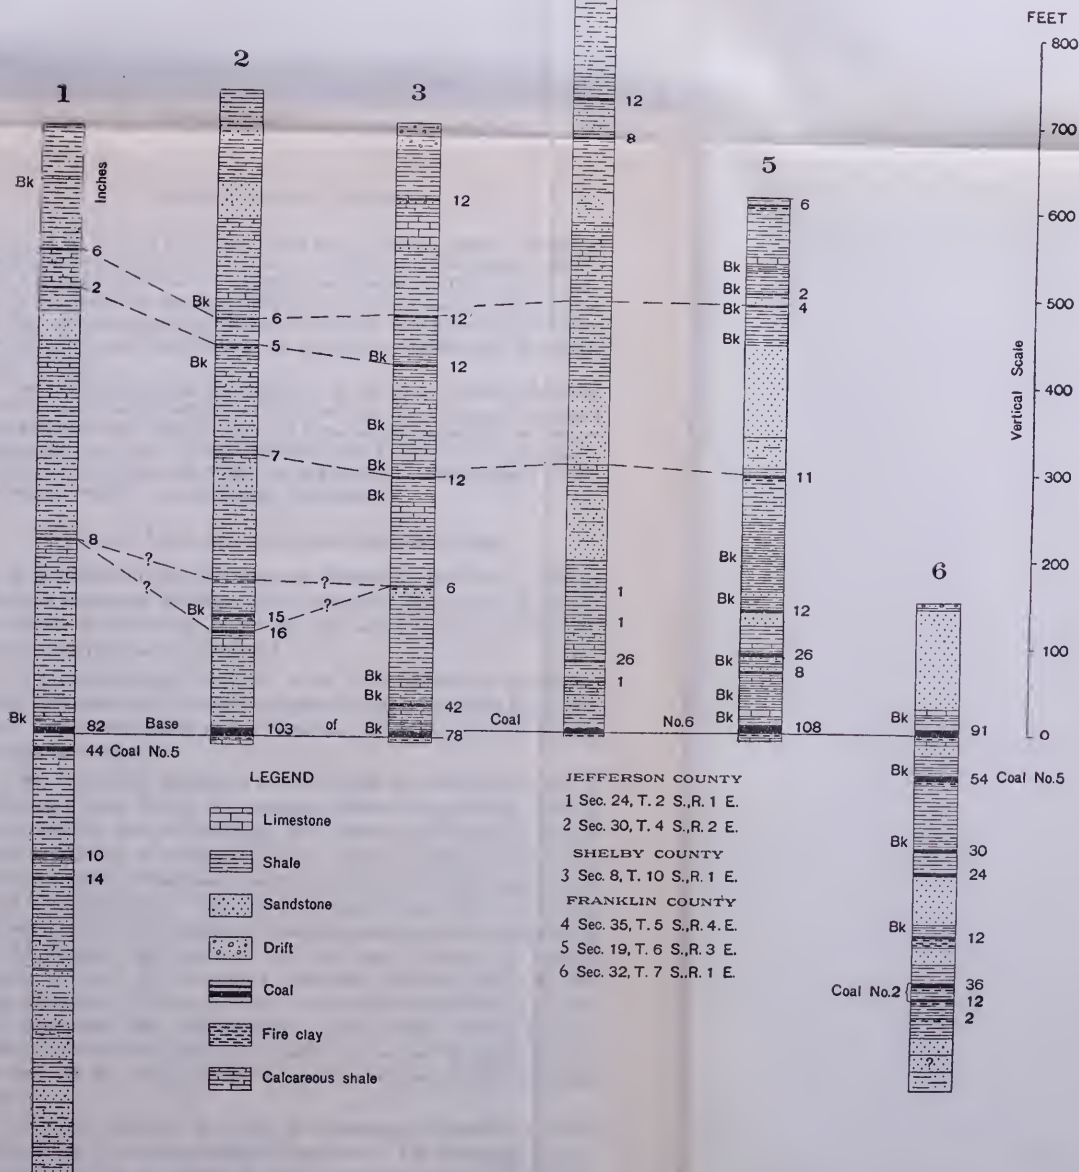 FEET
800
700
600
500
400
300
200
100
0
Vertical Scale
1
Bk
Inches
6
2
8
Bk
82
44 Coal No.5
10
14
2
Bk
6
5
Bk
7
Bk
15
16
103
3
12
12
Bk
12
Bk
Bk
12
Bk
6
Bk
Bk
42
Bk
78
12
8
1
1
26
1
5
6
Bk
Bk
2
Bk
4
Bk
11
Bk
Bk
12
26
Bk
8
Bk
Bk
108
6
Bk
91
Bk
54 Coal No.5
Bk
30
24
Bk
12
Coal No.2
36
12
2
?
?
?
?
?
Base of Coal No.6
LEGEND
Limestone
Shale
Sandstone
Drift
Coal
Fire clay
Calcareous shale
JEFFERSON COUNTY
1 Sec. 24, T. 2 S.,R. 1 E.
2 Sec. 30, T. 4 S.,R. 2 E.
SHELBY COUNTY
3 Sec. 8, T. 10 S.,R. 1 E.
FRANKLIN COUNTY
4 Sec. 35, T. 5 S.,R. 4. E.
5 Sec. 19, T. 6 S.,R. 3 E.
6 Sec. 32, T. 7 S.,R. 1 E.